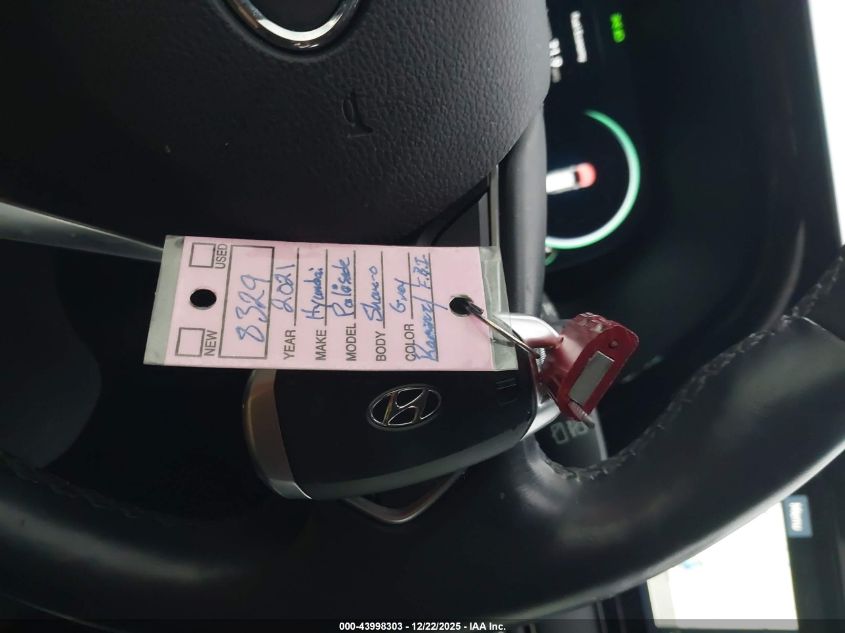 NEW USED
8329
YEAR 2021
MAKE Hyundai
MODEL Palisade
BODY
COLOR Gray
Menu
000-43998303 - 12/22/2025 - IAA Inc.